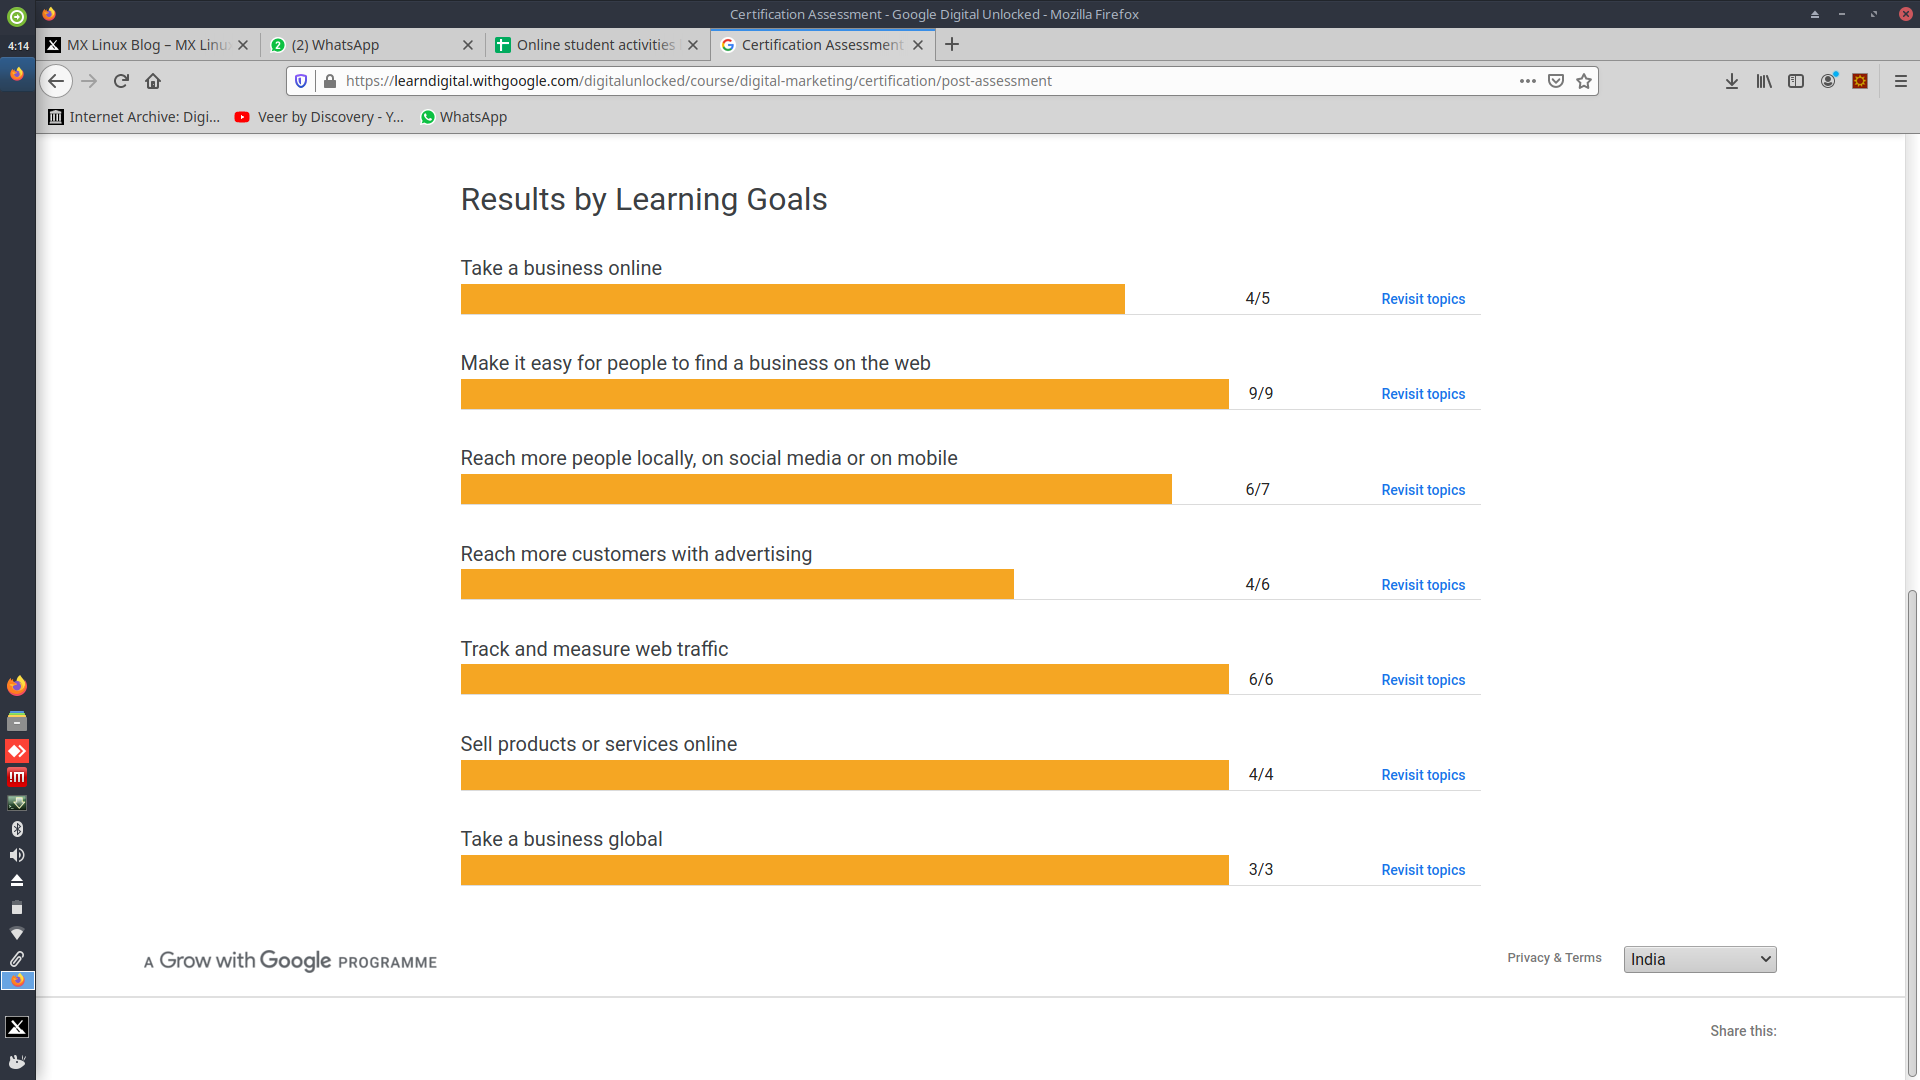 Certification Assessment - Google Digital Unlocked - Mozilla Firefox
4:14
MX Linux Blog – MX Linu
2
(2) WhatsApp
Online student activities
Certification Assessment
https://learndigital.withgoogle.com/digitalunlocked/course/digital-marketing/certification/post-assessment
Internet Archive: Digi...
Veer by Discovery - Y...
WhatsApp
Results by Learning Goals
Take a business online
4/5 Revisit topics
Make it easy for people to find a business on the web
9/9 Revisit topics
Reach more people locally, on social media or on mobile
6/7 Revisit topics
Reach more customers with advertising
4/6 Revisit topics
Track and measure web traffic
6/6 Revisit topics
Sell products or services online
4/4 Revisit topics
Take a business global
3/3 Revisit topics
A Grow with Google PROGRAMME
Privacy & Terms
India
Share this: